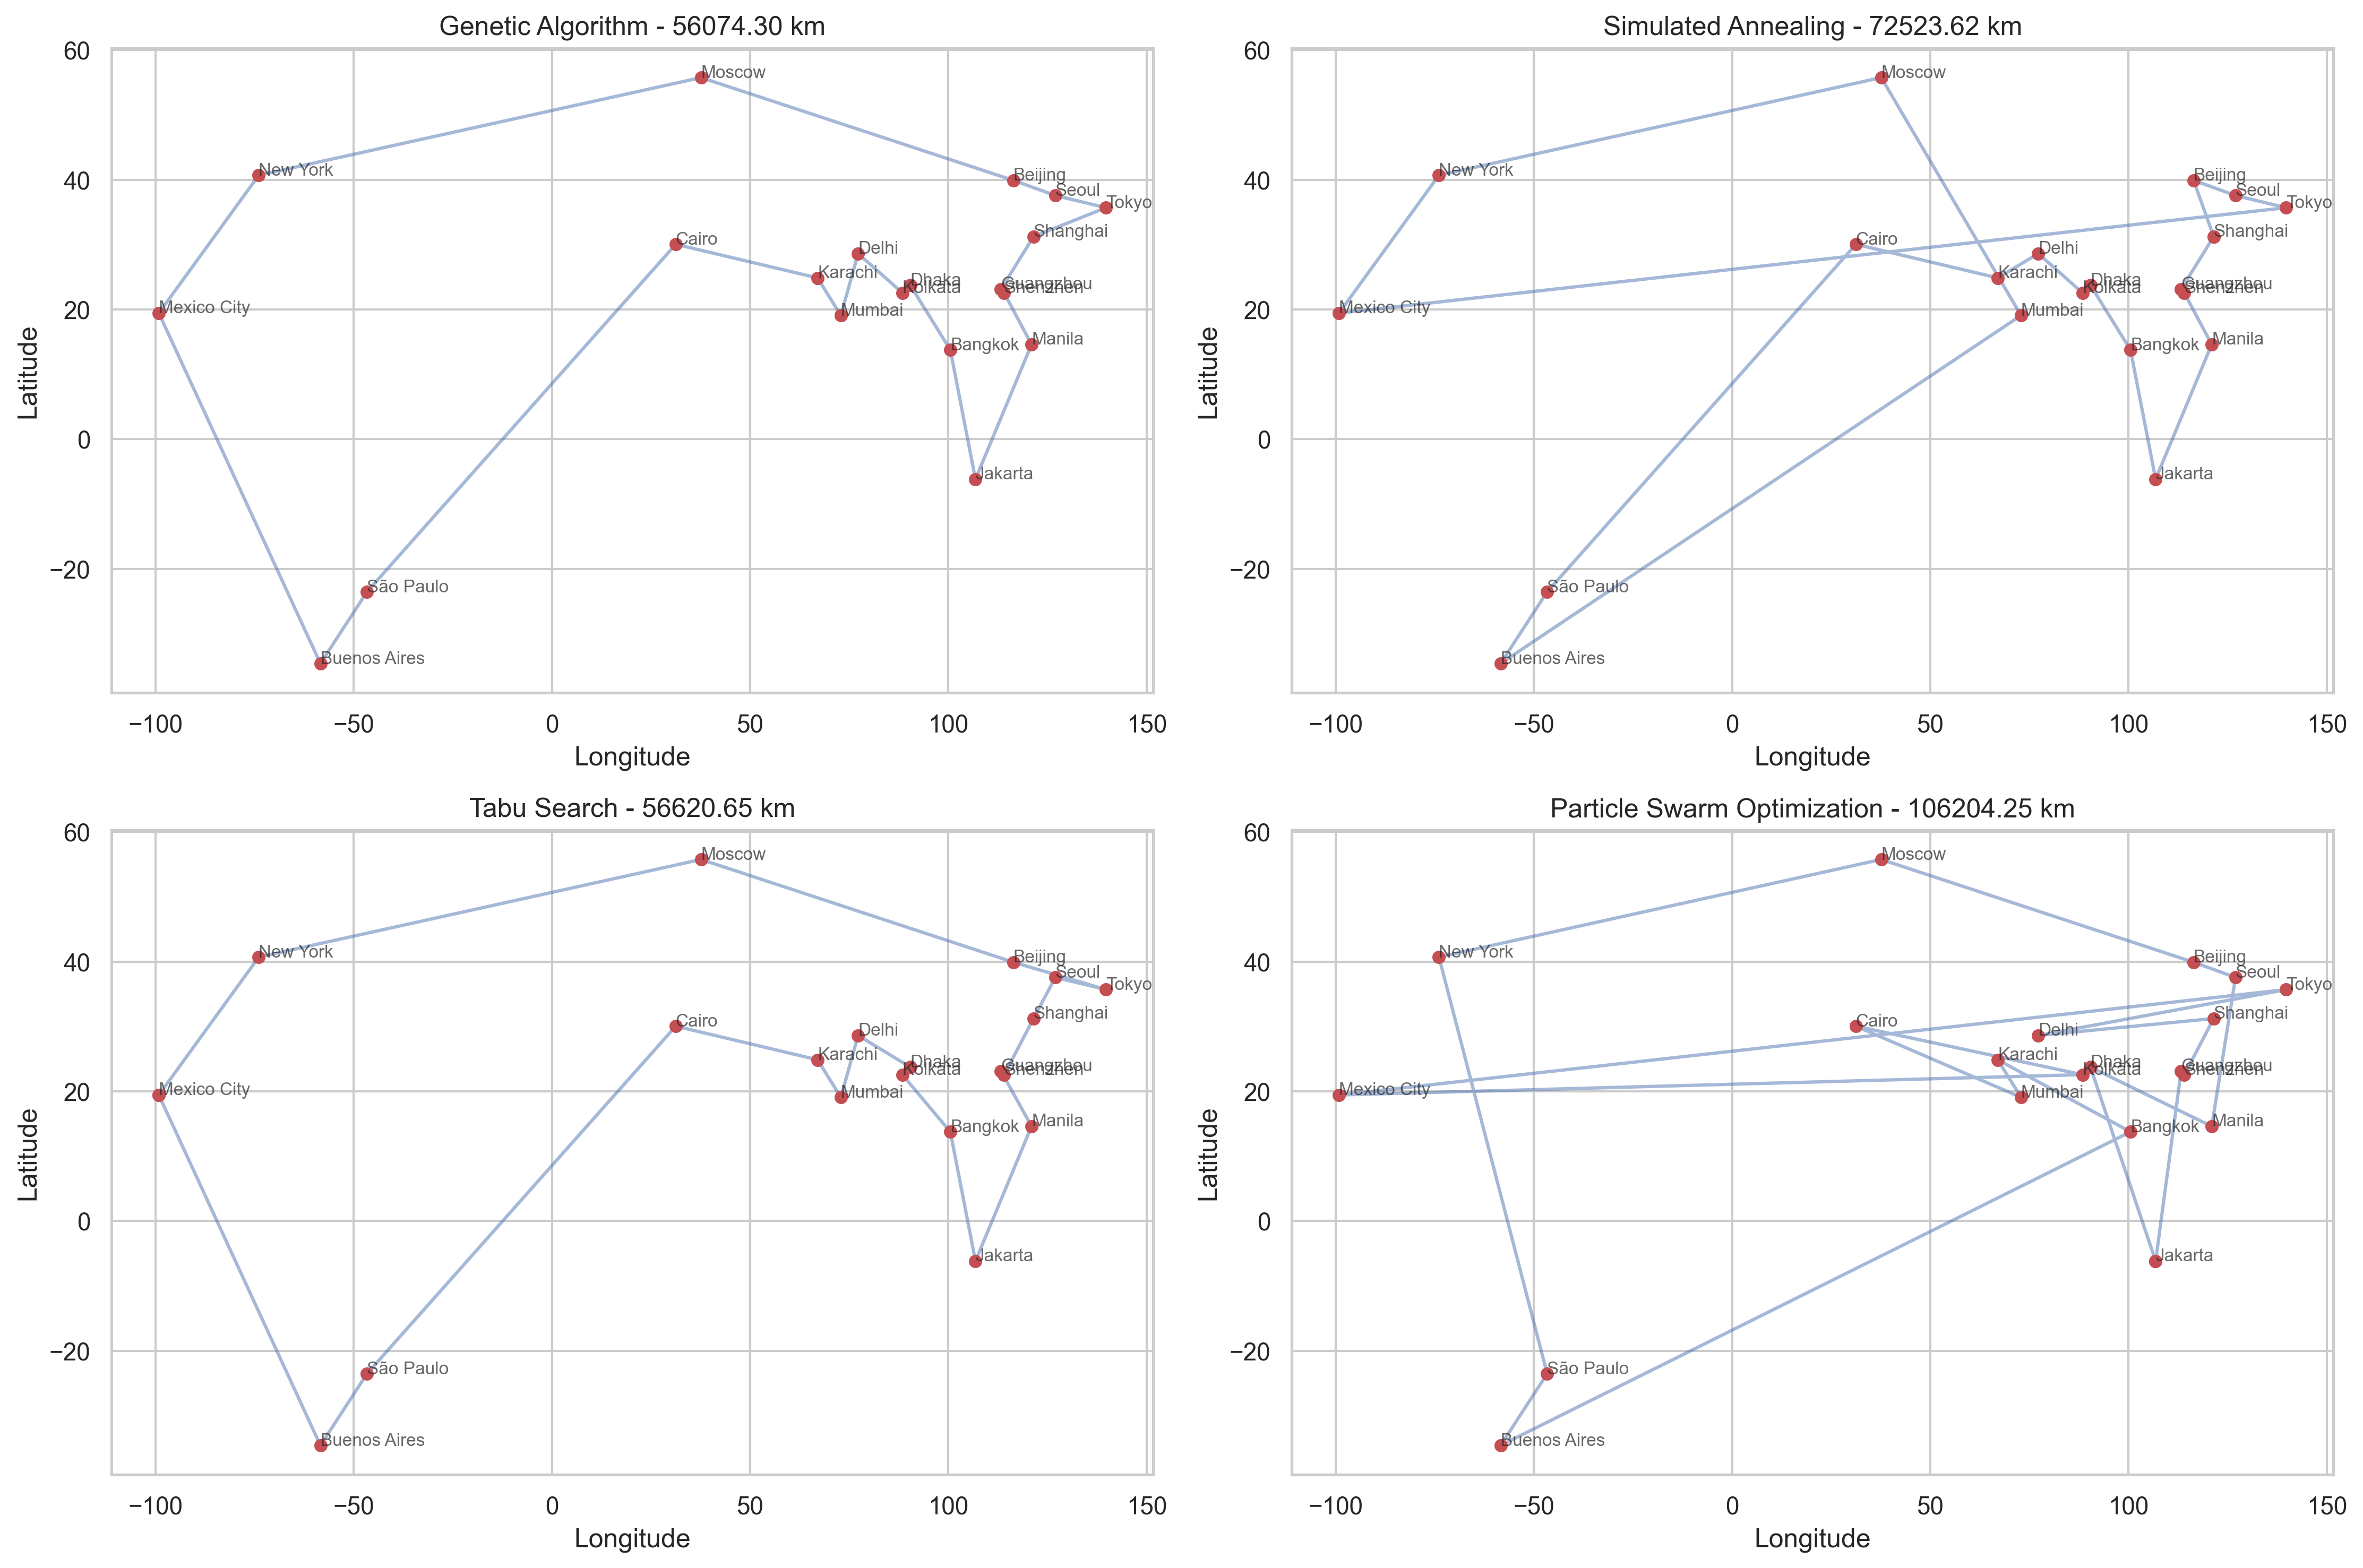 Genetic Algorithm - 56074.30 km
60
40
20
0
−20
Latitude
Moscow
New York
Beijing
Seoul
Tokyo
Shanghai
Cairo
Delhi
Karachi
Dhaka
Kolkata
Guangzhou
Shenzhen
Mexico City
Mumbai
Bangkok
Manila
Jakarta
São Paulo
Buenos Aires
−100 −50 0 50 100 150
Longitude
Simulated Annealing - 72523.62 km
60
40
20
0
−20
Latitude
Moscow
New York
Beijing
Seoul
Tokyo
Shanghai
Cairo
Delhi
Karachi
Dhaka
Kolkata
Guangzhou
Shenzhen
Mexico City
Mumbai
Bangkok
Manila
Jakarta
São Paulo
Buenos Aires
−100 −50 0 50 100 150
Longitude
Tabu Search - 56620.65 km
60
40
20
0
−20
Latitude
Moscow
New York
Beijing
Seoul
Tokyo
Shanghai
Cairo
Delhi
Karachi
Dhaka
Kolkata
Guangzhou
Shenzhen
Mexico City
Mumbai
Bangkok
Manila
Jakarta
São Paulo
Buenos Aires
−100 −50 0 50 100 150
Longitude
Particle Swarm Optimization - 106204.25 km
60
40
20
0
−20
Latitude
Moscow
New York
Beijing
Seoul
Tokyo
Shanghai
Cairo
Delhi
Karachi
Dhaka
Kolkata
Guangzhou
Shenzhen
Mexico City
Mumbai
Bangkok
Manila
Jakarta
São Paulo
Buenos Aires
−100 −50 0 50 100 150
Longitude